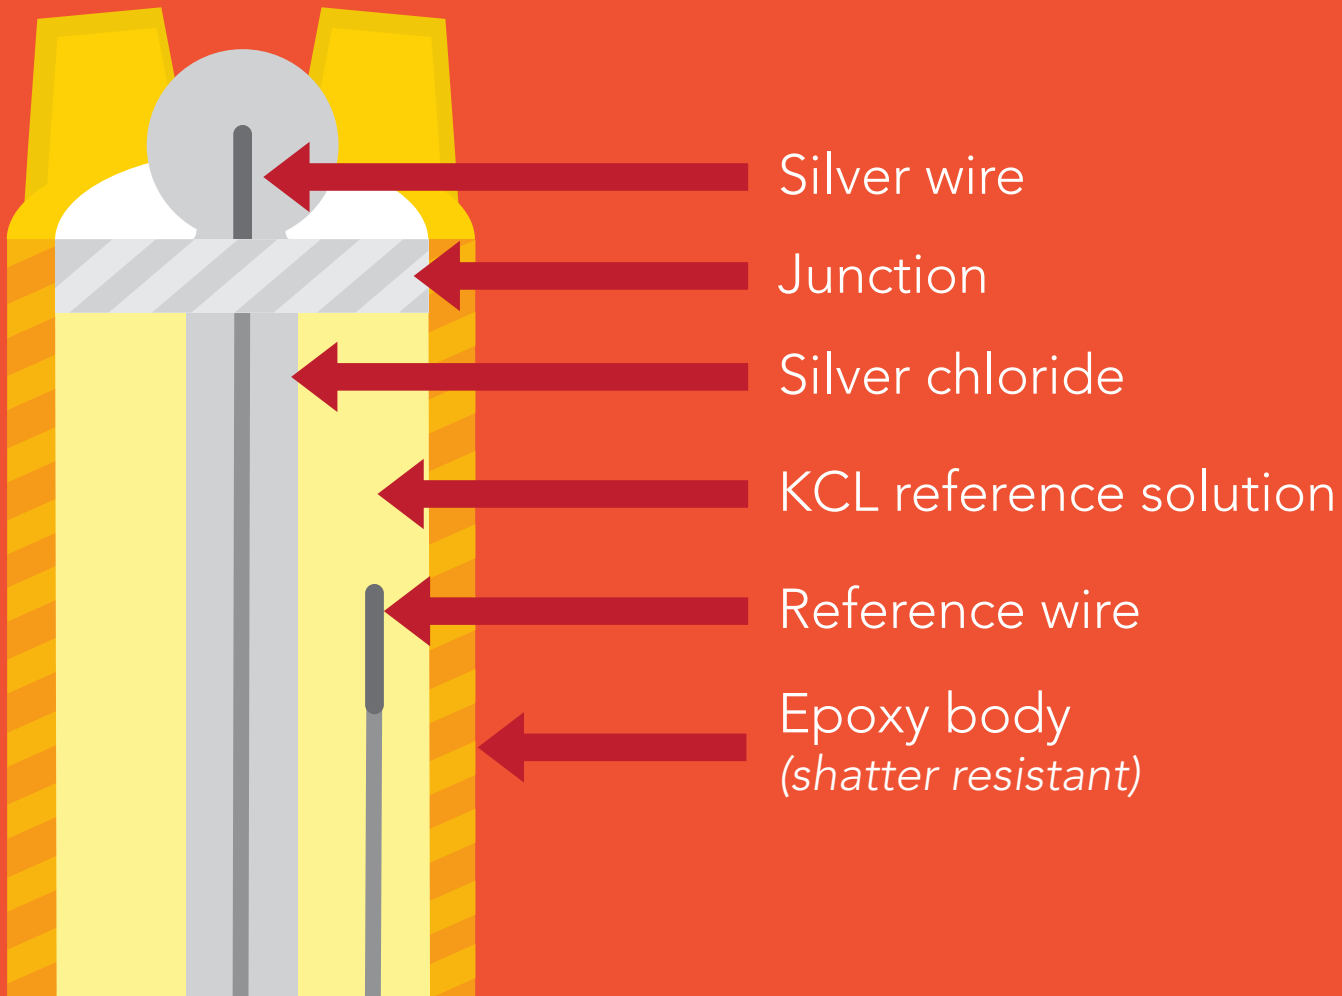 Silver wire
Junction
Silver chloride
KCL reference solution
Reference wire
Epoxy body
(shatter resistant)